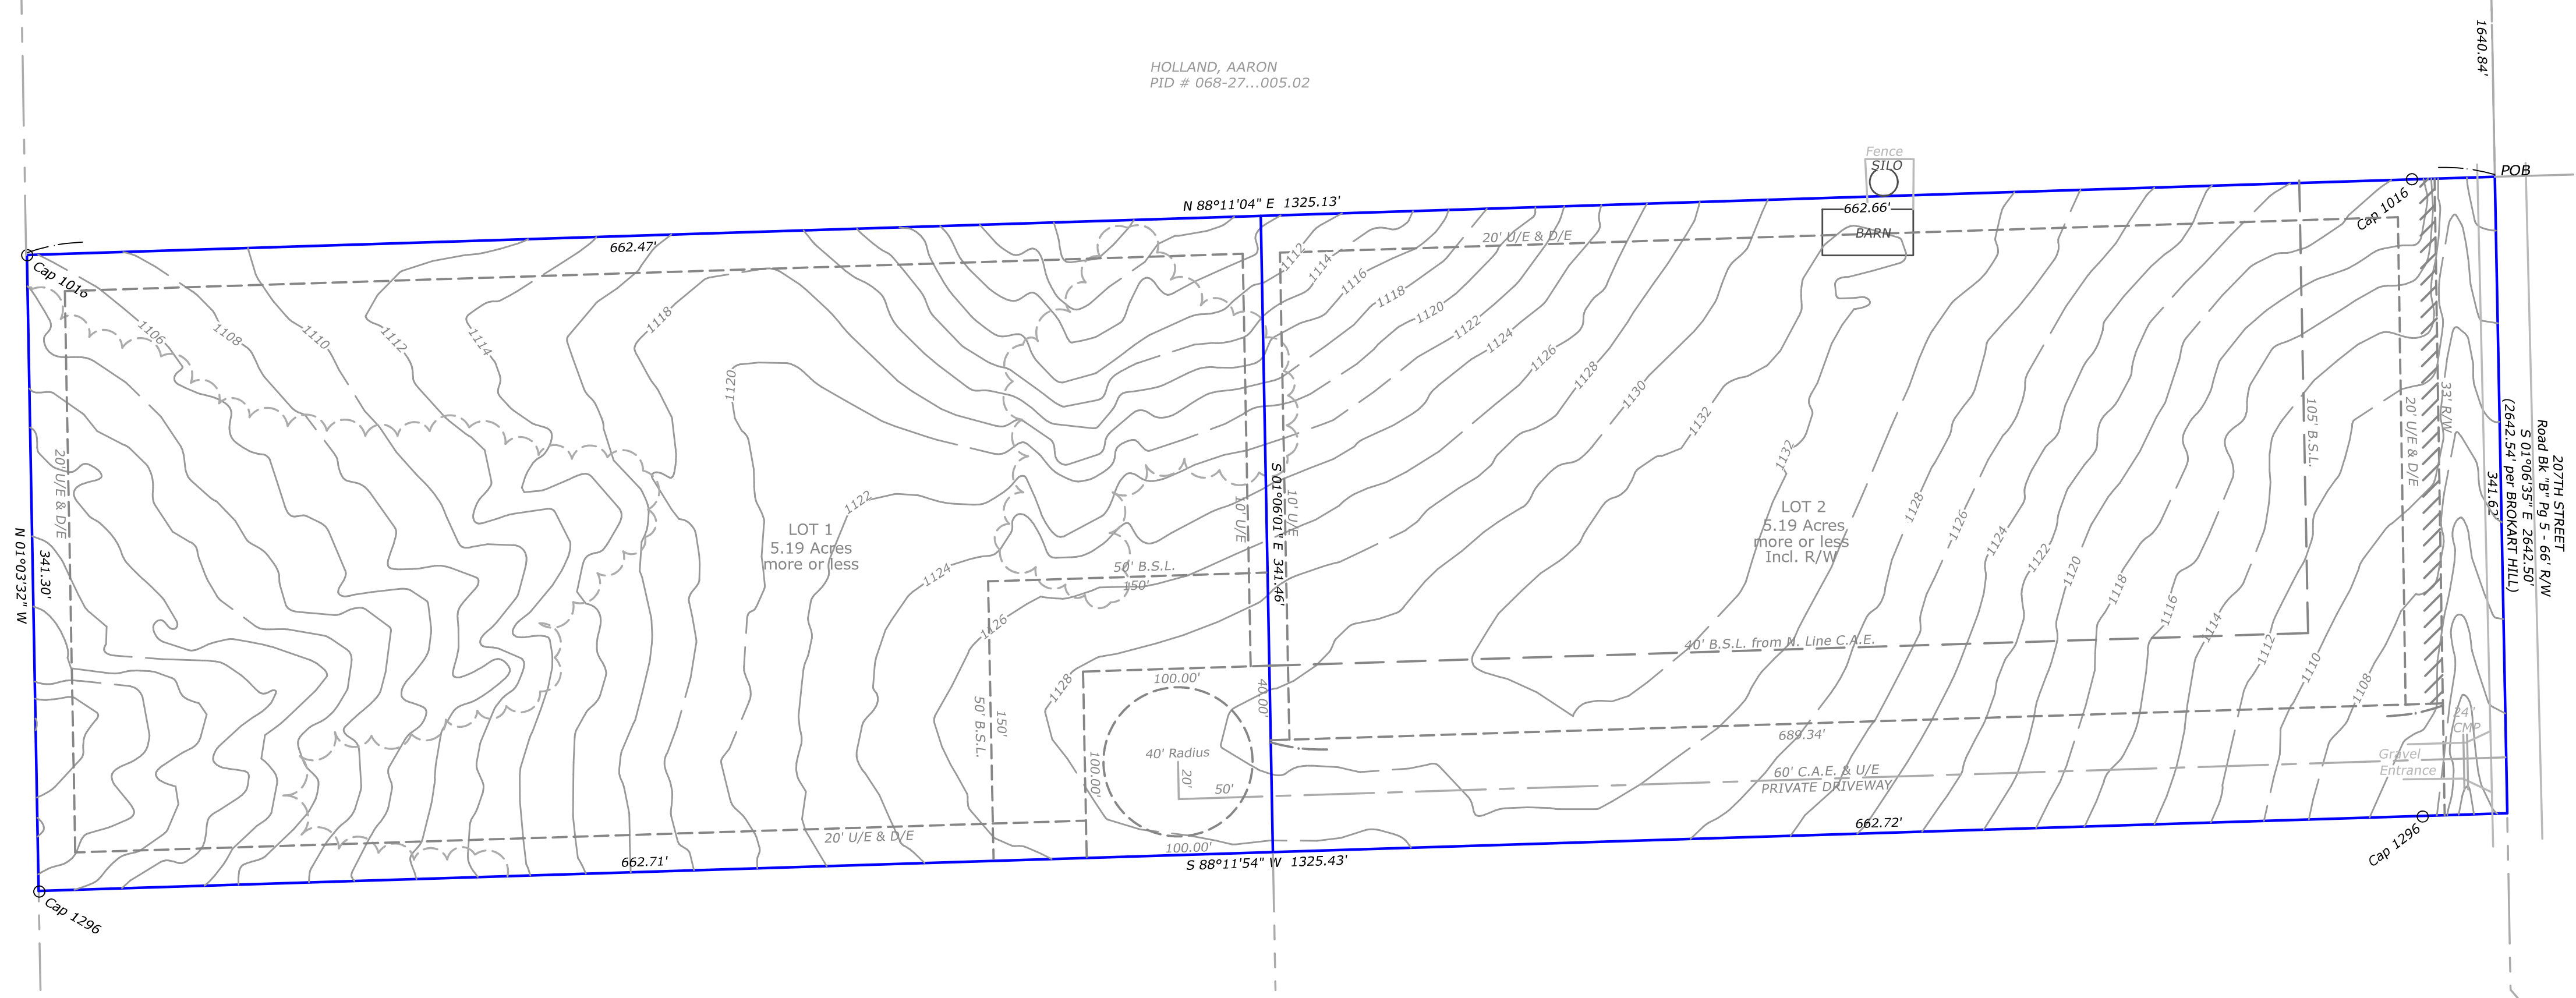 HOLLAND, AARON
PID # 068-27...005.02
1640.84'
Fence
SILO
POB
N 88°11'04" E 1325.13'
662.66'
Cap 1016
BARN
662.47'
20' U/E & D/E
Cap 1016
1106
1108
1110
1112
1114
1118
1120
1122
1124
1126
1128
1112
1114
1116
1118
1120
1122
1124
1126
1128
1130
1132
1132
1128
1126
1124
1122
1120
1118
1116
1114
1112
1110
1108
20' U/E & D/E
N 01°03'32" W
341.30'
LOT 1
5.19 Acres
more or less
10' U/E
S 01°06'01" E 341.46'
10' U/E
50' B.S.L.
150'
LOT 2
5.19 Acres
more or less
Incl. R/W
105' B.S.L.
20' U/E & D/E
33' R/W
341.62'
(2642.54' per BROKART HILL)
S 01°06'35" E 2642.50'
Road Bk "B" Pg 5 - 66' R/W
207TH STREET
40' B.S.L. from N. Line C.A.E.
100.00'
40.00'
50' B.S.L.
150'
100.00'
40' Radius
20'
50'
689.34'
60' C.A.E. & U/E
PRIVATE DRIVEWAY
24"
CMP
Gravel
Entrance
20' U/E & D/E
100.00'
662.71'
S 88°11'54" W 1325.43'
662.72'
Cap 1296
Cap 1296